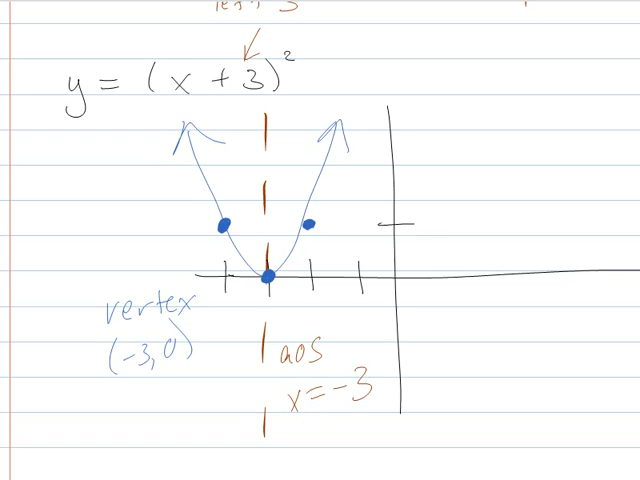 y = (x + 3)²
vertex
(-3, 0)
aos
x = -3